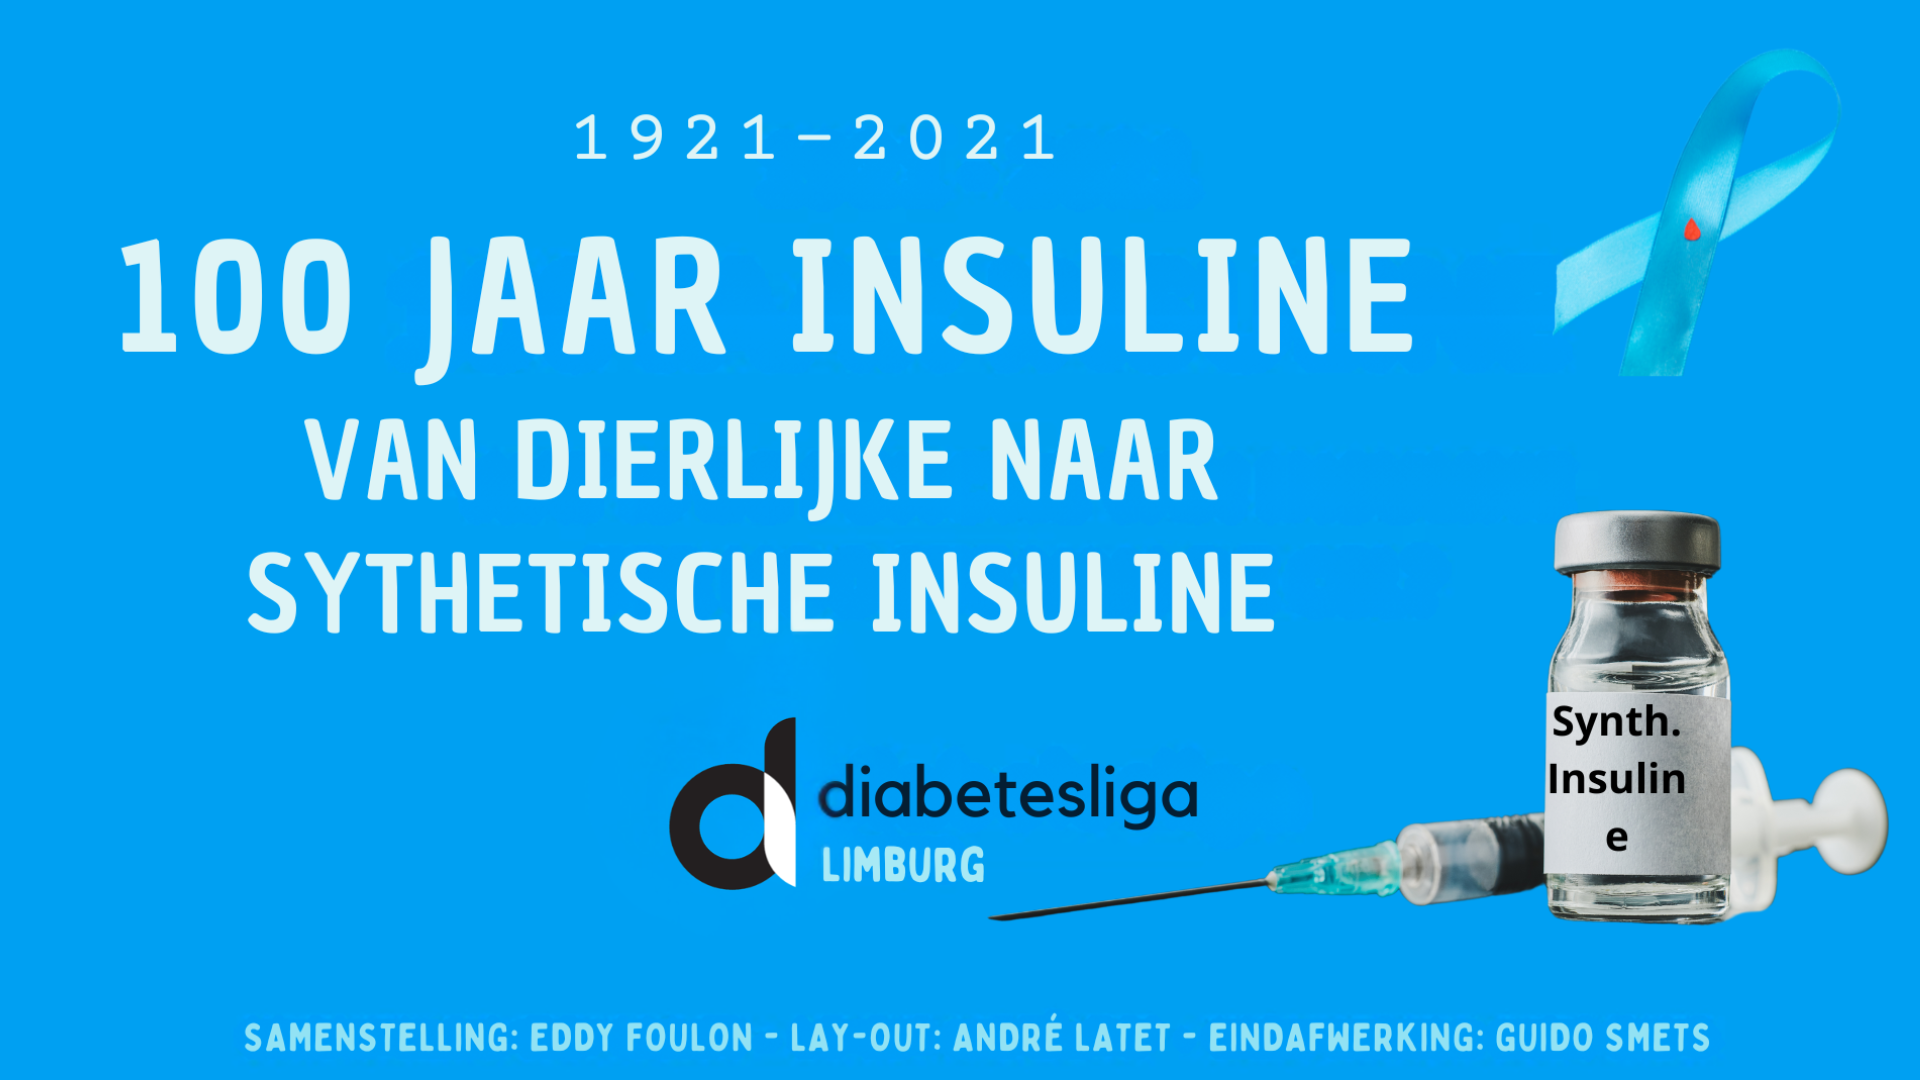 1921-2021
100 JAAR INSULINE
VAN DIERLIJKE NAAR
SYTHETISCHE INSULINE
diabetesliga
LIMBURG
Synth.
Insulin
e
SAMENSTELLING: EDDY FOULON - LAY-OUT: ANDRÉ LATET - EINDAFWERKING: GUIDO SMETS